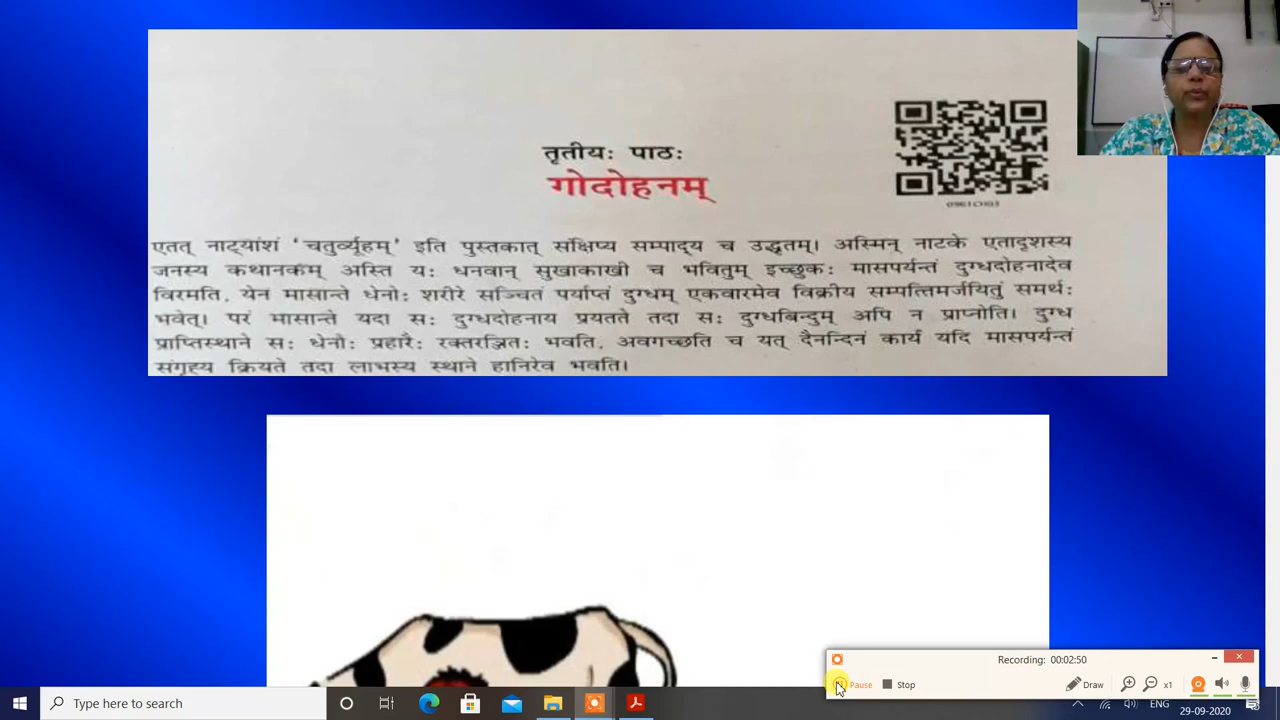 तृतीयः पाठः
गोदोहनम्
0961CH03
एतत् नाट्यांशं ‘चतुर्व्यूहम्’ इति पुस्तकात् संक्षिप्य सम्पाद्य च उद्धृतम्। अस्मिन् नाटके एतादृशस्य
जनस्य कथानकम् अस्ति यः धनवान् सुखाकाखी च भवितुम् इच्छुकः मासपर्यन्तं दुग्धदोहनादेव
विरमति, येन मासान्ते धेनोः शरीरे सञ्चितं पर्याप्तं दुग्धम् एकवारमेव विक्रीय सम्पत्तिमर्जयितुं समर्थः
भवेत्। परं मासान्ते यदा सः दुग्धदोहनाय प्रयतते तदा सः दुग्धबिन्दुम् अपि न प्राप्नोति। दुग्ध
प्राप्तिस्थाने सः धेनोः प्रहारैः रक्तरञ्जितः भवति, अवगच्छति च यत् दैनन्दिनं कार्यं यदि मासपर्यन्तं
संगृह्य क्रियते तदा लाभस्य स्थाने हानिरेव भवति।
Recording: 00:02:50
Pause Stop Draw x1
Type here to search
ENG
29-09-2020